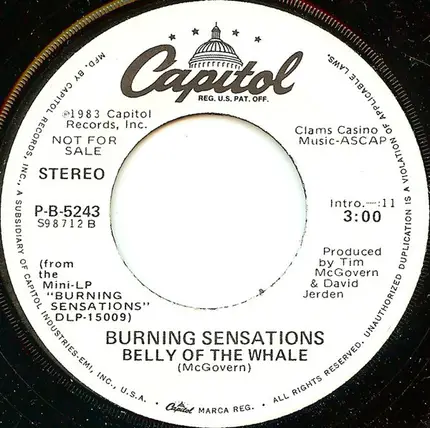 Capitol
REG. U.S. PAT. OFF.
℗1983 Capitol
Records, Inc.
NOT FOR
SALE
STEREO
P-B-5243
S98712B
(from
the
Mini-LP
"BURNING
SENSATIONS"
DLP-15009)
Clams Casino
Music-ASCAP
Intro.—:11
3:00
Produced
by Tim
McGovern
& David
Jerden
BURNING SENSATIONS
BELLY OF THE WHALE
(McGovern)
MFD. BY CAPITOL RECORDS, INC., A SUBSIDIARY OF CAPITOL INDUSTRIES-EMI, INC., U.S.A. • Capitol MARCA REG. • ALL RIGHTS RESERVED. UNAUTHORIZED DUPLICATION IS A VIOLATION OF APPLICABLE LAWS.